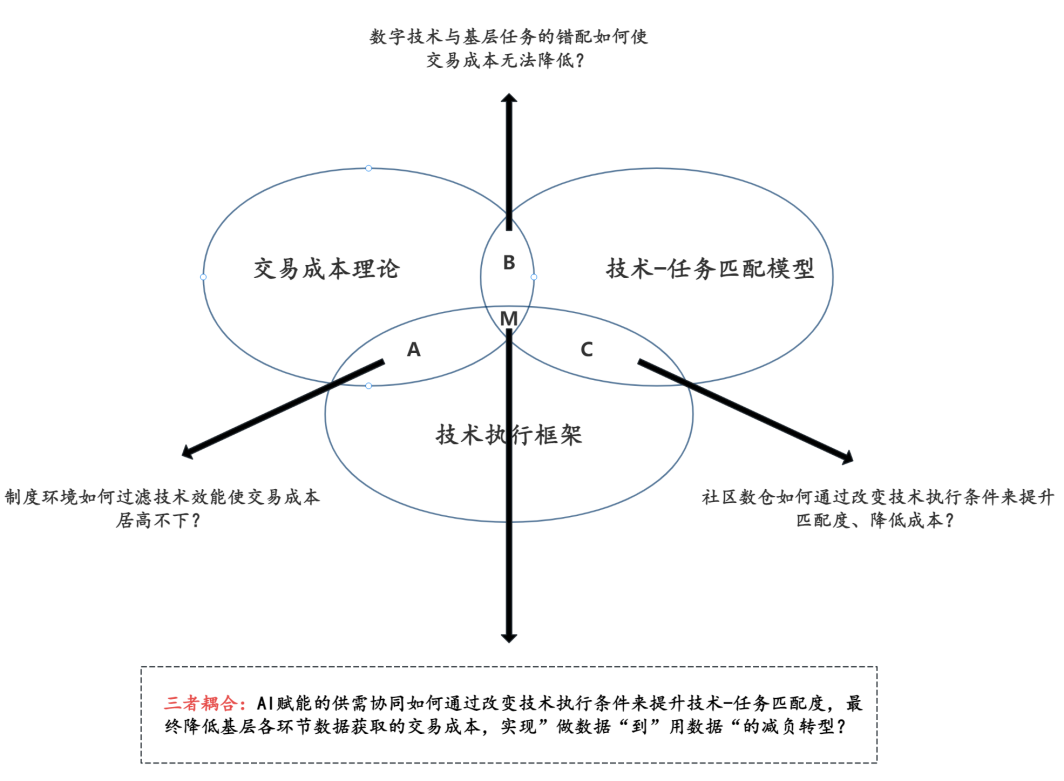 数字技术与基层任务的错配如何使
交易成本无法降低？
交易成本理论
B
技术-任务匹配模型
M
A
C
技术执行框架
制度环境如何过滤技术效能使交易成本
居高不下？
社区数仓如何通过改变技术执行条件来提升
匹配度、降低成本？
三者耦合：AI赋能的供需协同如何通过改变技术执行条件来提升技术-任务匹配度，最
终降低基层各环节数据获取的交易成本，实现”做数据“到”用数据“的减负转型？